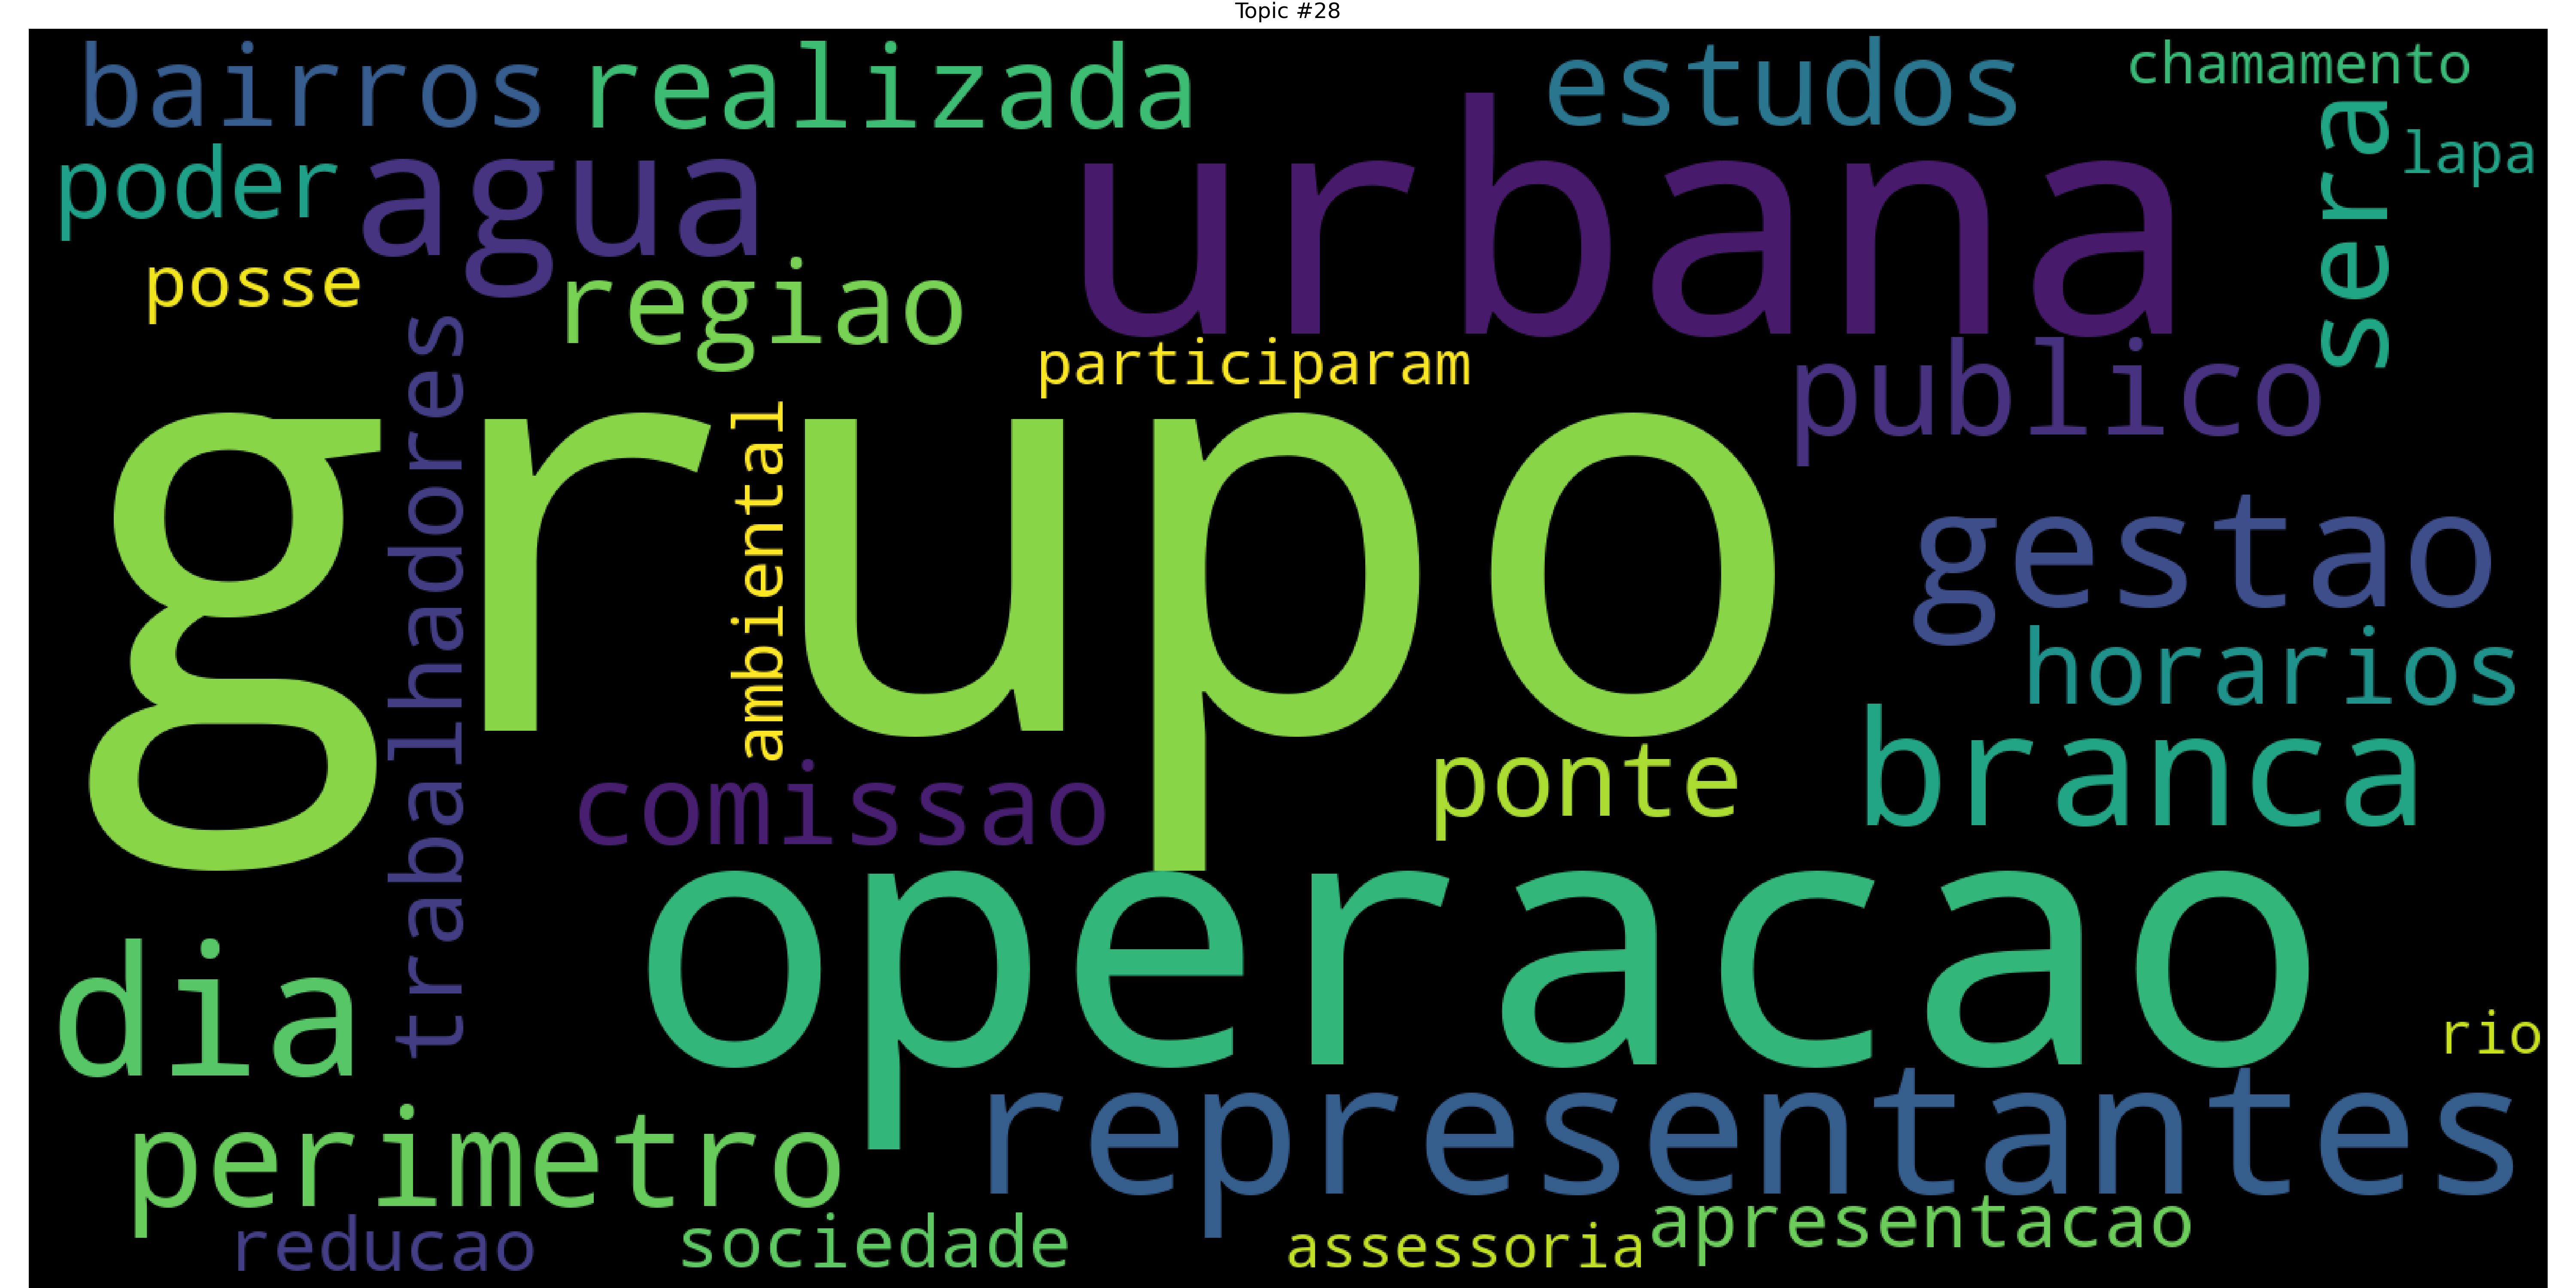 Topic #28
bairros realizada estudos chamamento
poder agua urbana sera lapa
posse regiao
participaram publico
trabalhadores grupo ambiental gestao
horarios
comissao ponte branca
dia operacao rio
perimetro representantes
reducao sociedade assessoria apresentacao